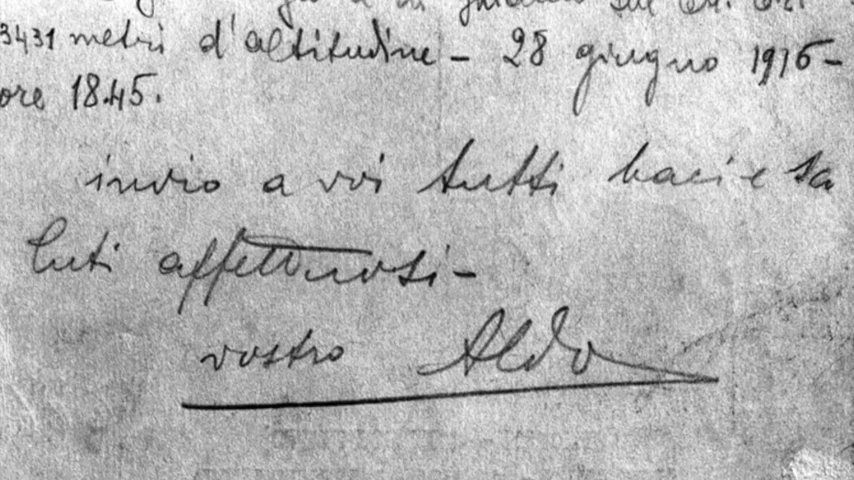 3431 metri d'altitudine - 28 giugno 1916 -
ore 18.45.
invio a voi tutti baci e sa
luti affettuosi -
vostro Aldo